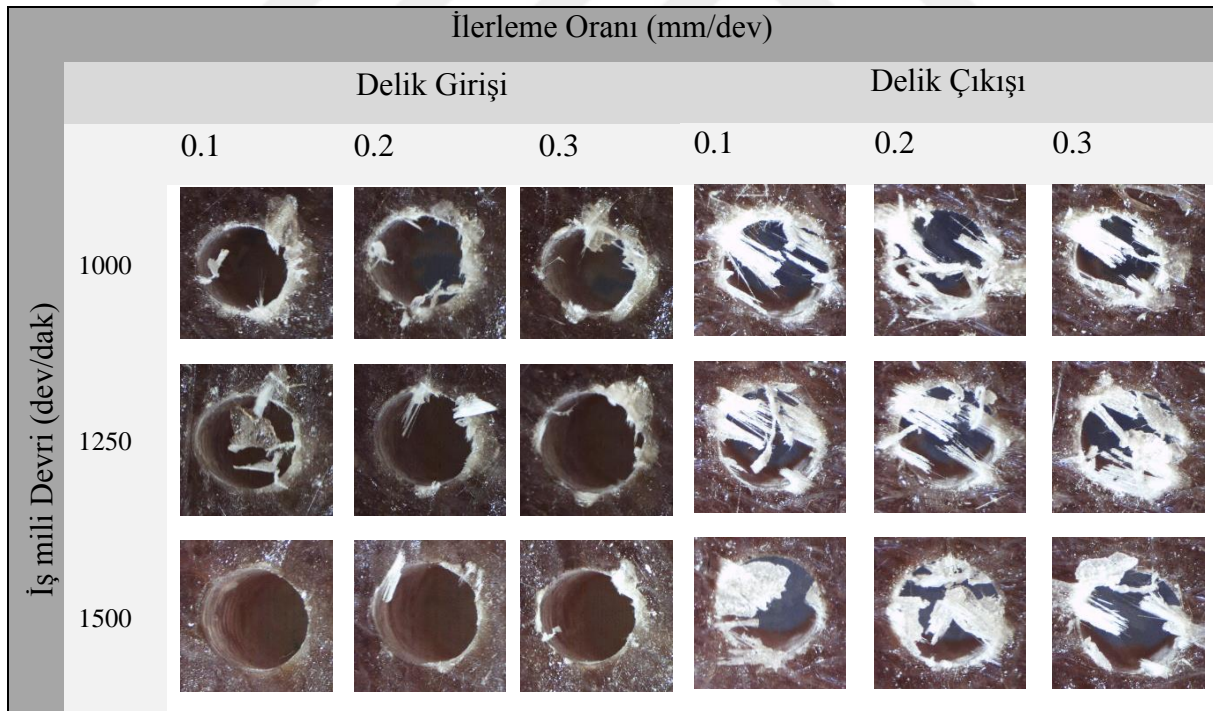 İlerleme Oranı (mm/dev)
Delik Girişi Delik Çıkışı
0.1 0.2 0.3 0.1 0.2 0.3
İş mili Devri (dev/dak)
1000
1250
1500